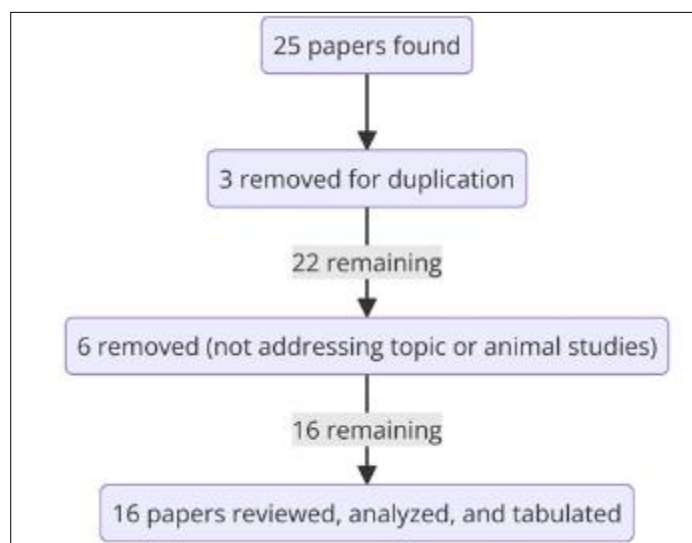 25 papers found
3 removed for duplication
22 remaining
6 removed (not addressing topic or animal studies)
16 remaining
16 papers reviewed, analyzed, and tabulated